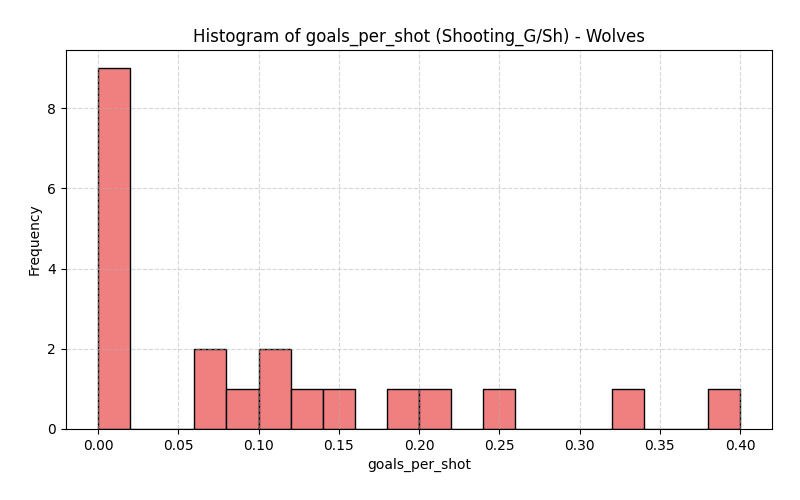 Histogram of goals_per_shot (Shooting_G/Sh) - Wolves
Frequency
8
6
4
2
0
0.00 0.05 0.10 0.15 0.20 0.25 0.30 0.35 0.40
goals_per_shot